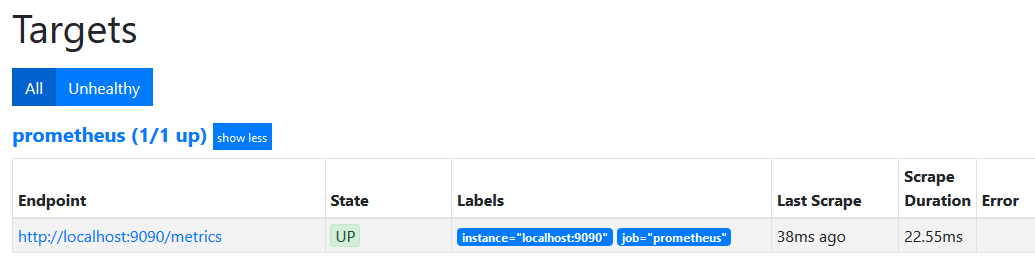 Targets
All Unhealthy
prometheus (1/1 up) show less
Endpoint State Labels Last Scrape Scrape Duration Error
http://localhost:9090/metrics UP instance="localhost:9090" job="prometheus" 38ms ago 22.55ms